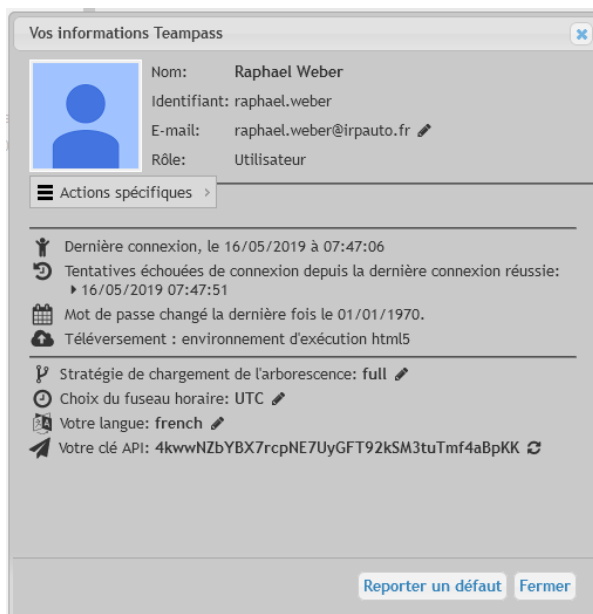 Vos informations Teampass
Nom: Raphael Weber
Identifiant: raphael.weber
E-mail: raphael.weber@irpauto.fr
Rôle: Utilisateur
Actions spécifiques
Dernière connexion, le 16/05/2019 à 07:47:06
Tentatives échouées de connexion depuis la dernière connexion réussie:
16/05/2019 07:47:51
Mot de passe changé la dernière fois le 01/01/1970.
Téléversement : environnement d'exécution html5
Stratégie de chargement de l'arborescence: full
Choix du fuseau horaire: UTC
Votre langue: french
Votre clé API: 4kwwNZbYBX7rcpNE7UyGFT92kSM3tuTmf4aBpKK
Reporter un défaut Fermer